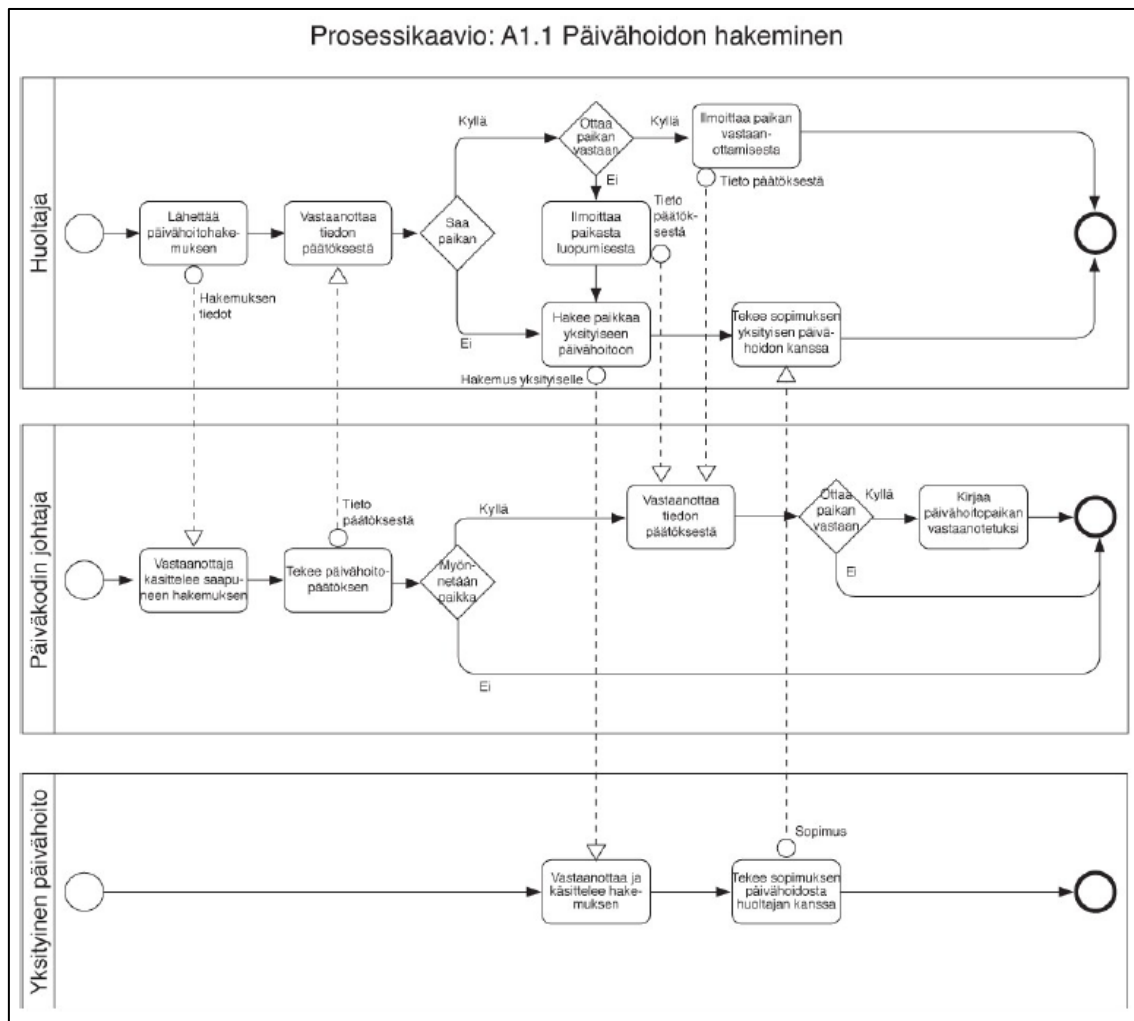 Prosessikaavio: A1.1 Päivähoidon hakeminen
Huoltaja
Lähettää
päivähoitohake-
muksen
Hakemuksen
tiedot
Vastaanottaa
tiedon
päätöksestä
Saa
paikan
Kyllä
Ei
Ottaa
paikan
vastaan
Kyllä
Ei
Ilmoittaa paikan
vastaan-
ottamisesta
Tieto päätöksestä
Ilmoittaa
paikasta
luopumisesta
Tieto
päätök-
sestä
Hakee paikkaa
yksityiseen
päivähoitoon
Hakemus yksityiselle
Tekee sopimuksen
yksityisen päivä-
hoidon kanssa
Päiväkodin johtaja
Vastaanottaja
käsittelee saapu-
neen hakemuksen
Tieto
päätöksestä
Tekee päivähoito-
päätöksen
Myön-
netään
paikka
Kyllä
Ei
Vastaanottaa
tiedon
päätöksestä
Ottaa
paikan
vastaan
Kyllä
Ei
Kirjaa
päivähoitopaikan
vastaanotetuksi
Yksityinen päivähoito
Vastaanottaa ja
käsittelee hake-
muksen
Sopimus
Tekee sopimuksen
päivähoidosta
huoltajan kanssa